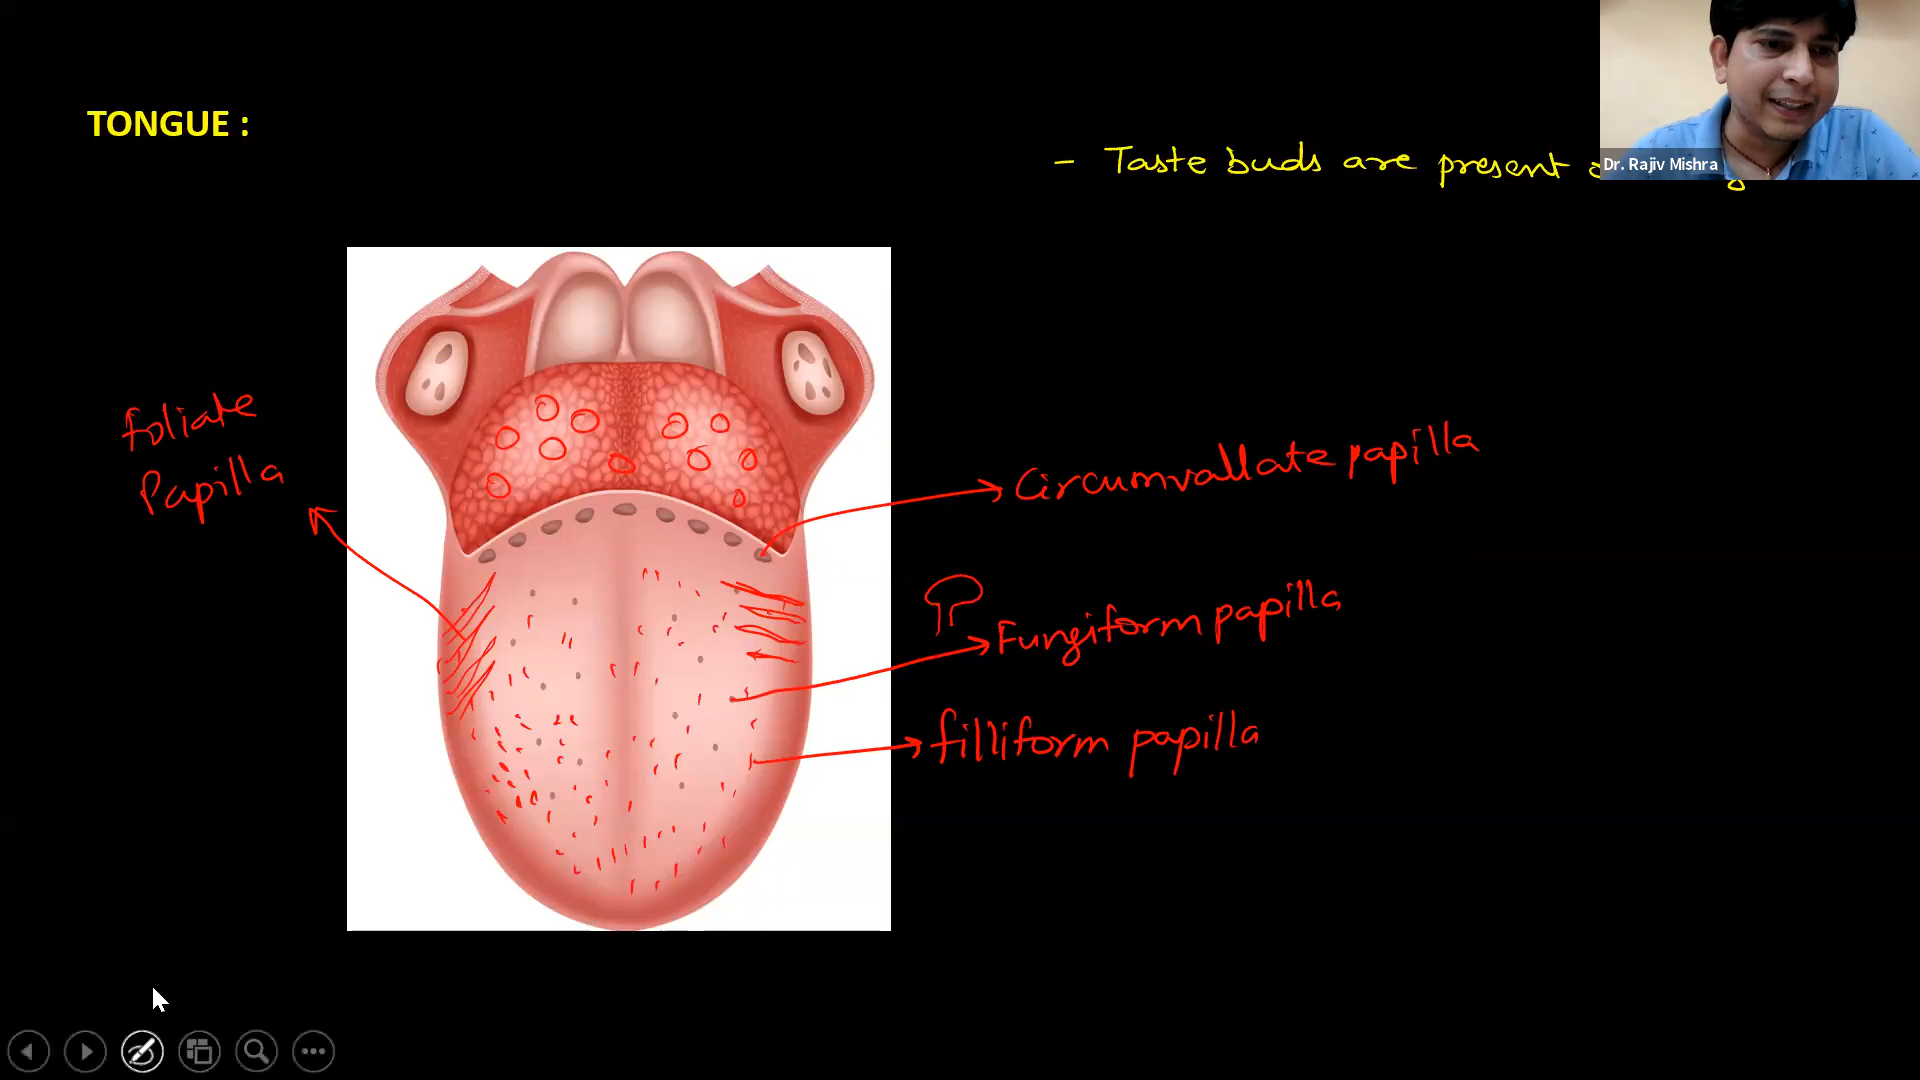 TONGUE :
- Taste buds are present
Dr. Rajiv Mishra
foliate
Papilla
Circumvallate papilla
Fungiform papilla
filliform papilla